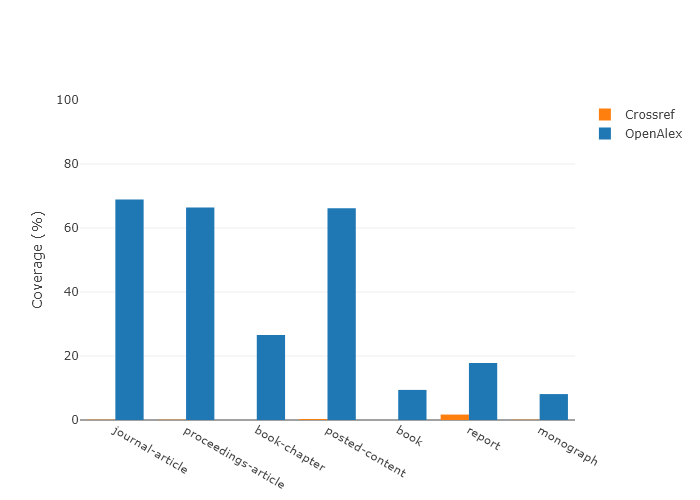 100
80
60
40
20
0
Coverage (%)
journal-article
proceedings-article
book-chapter
posted-content
book
report
monograph
Crossref
OpenAlex